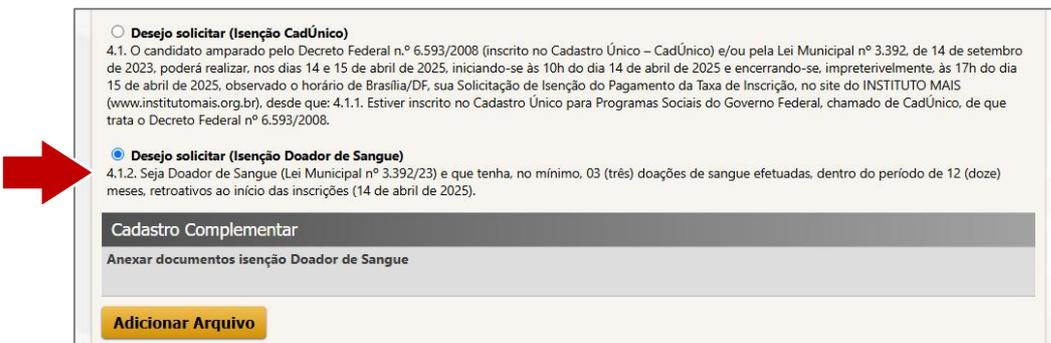 Desejo solicitar (Isenção CadÚnico)
4.1. O candidato amparado pelo Decreto Federal n.º 6.593/2008 (inscrito no Cadastro Único – CadÚnico) e/ou pela Lei Municipal nº 3.392, de 14 de setembro
de 2023, poderá realizar, nos dias 14 e 15 de abril de 2025, iniciando-se às 10h do dia 14 de abril de 2025 e encerrando-se, impreterivelmente, às 17h do dia
15 de abril de 2025, observado o horário de Brasília/DF, sua Solicitação de Isenção do Pagamento da Taxa de Inscrição, no site do INSTITUTO MAIS
(www.institutomais.org.br), desde que: 4.1.1. Estiver inscrito no Cadastro Único para Programas Sociais do Governo Federal, chamado de CadÚnico, de que
trata o Decreto Federal nº 6.593/2008.
Desejo solicitar (Isenção Doador de Sangue)
4.1.2. Seja Doador de Sangue (Lei Municipal nº 3.392/23) e que tenha, no mínimo, 03 (três) doações de sangue efetuadas, dentro do período de 12 (doze)
meses, retroativos ao início das inscrições (14 de abril de 2025).
Cadastro Complementar
Anexar documentos isenção Doador de Sangue
Adicionar Arquivo